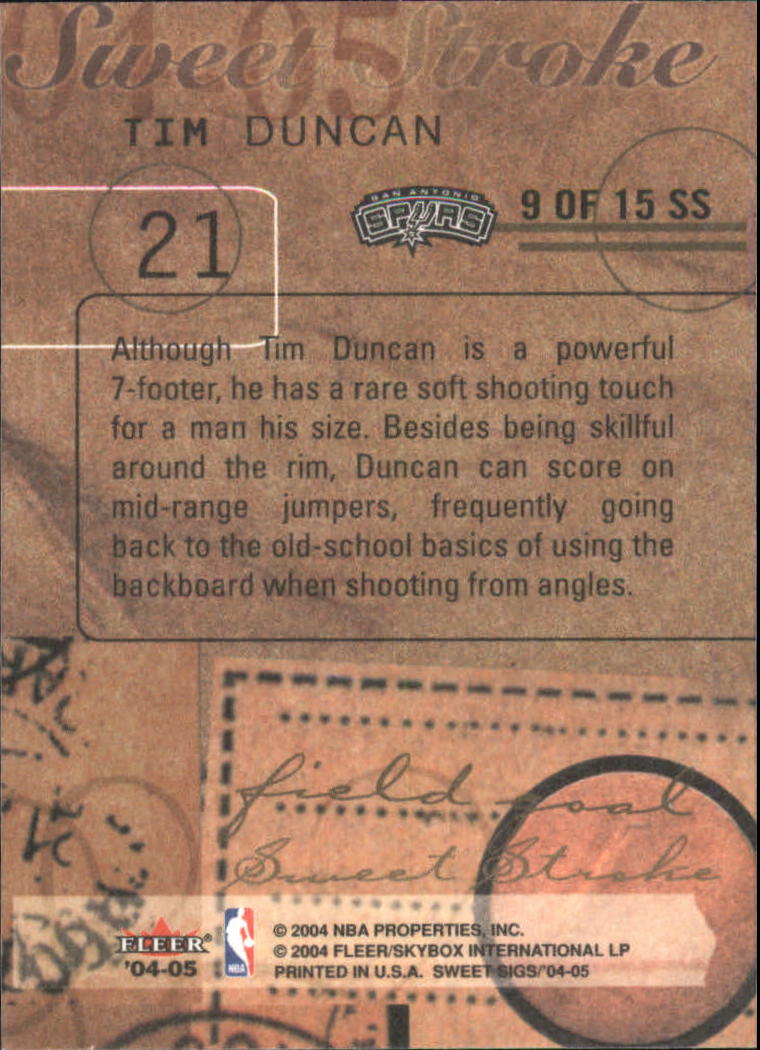 04-05
Sweet Stroke
TIM DUNCAN
21
SAN ANTONIO
SPURS
9 OF 15 SS
Although Tim Duncan is a powerful
7-footer, he has a rare soft shooting touch
for a man his size. Besides being skillful
around the rim, Duncan can score on
mid-range jumpers, frequently going
back to the old-school basics of using the
backboard when shooting from angles.
field goal
Sweet Stroke
FLEER®
'04-05
NBA
© 2004 NBA PROPERTIES, INC.
© 2004 FLEER/SKYBOX INTERNATIONAL LP
PRINTED IN U.S.A. SWEET SIGS/'04-05